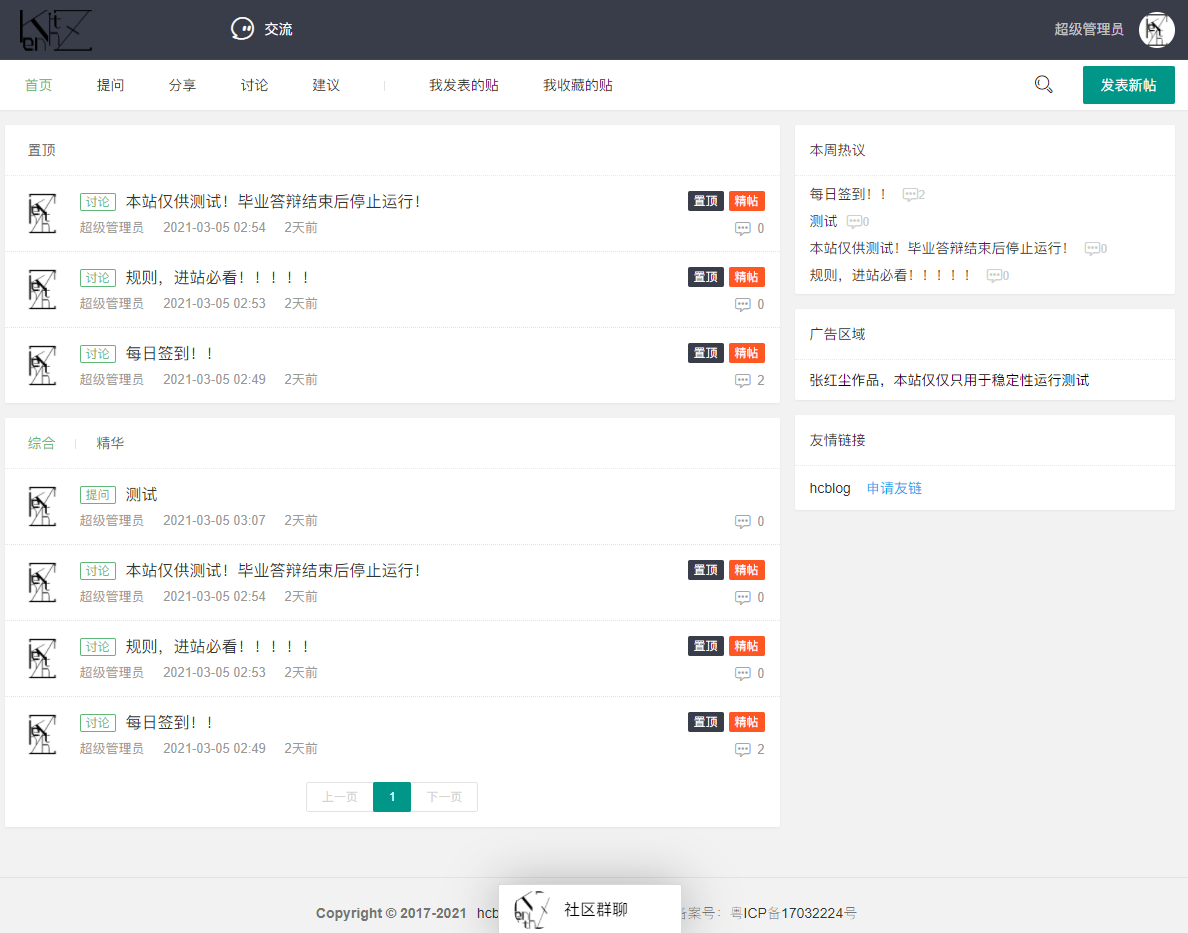 交流
超级管理员
首页 提问 分享 讨论 建议 我发表的贴 我收藏的贴
发表新帖
置顶
讨论 本站仅供测试！毕业答辩结束后停止运行！ 置顶 精帖
超级管理员 2021-03-05 02:54 2天前 0
讨论 规则，进站必看！！！！！ 置顶 精帖
超级管理员 2021-03-05 02:53 2天前 0
讨论 每日签到！！ 置顶 精帖
超级管理员 2021-03-05 02:49 2天前 2
综合 精华
提问 测试
超级管理员 2021-03-05 03:07 2天前 0
讨论 本站仅供测试！毕业答辩结束后停止运行！ 置顶 精帖
超级管理员 2021-03-05 02:54 2天前 0
讨论 规则，进站必看！！！！！ 置顶 精帖
超级管理员 2021-03-05 02:53 2天前 0
讨论 每日签到！！ 置顶 精帖
超级管理员 2021-03-05 02:49 2天前 2
上一页 1 下一页
本周热议
每日签到！！ 2
测试 0
本站仅供测试！毕业答辩结束后停止运行！ 0
规则，进站必看！！！！！ 0
广告区域
张红尘作品，本站仅仅只用于稳定性运行测试
友情链接
hcblog 申请友链
Copyright © 2017-2021 hcb 案号：粤ICP备17032224号
社区群聊